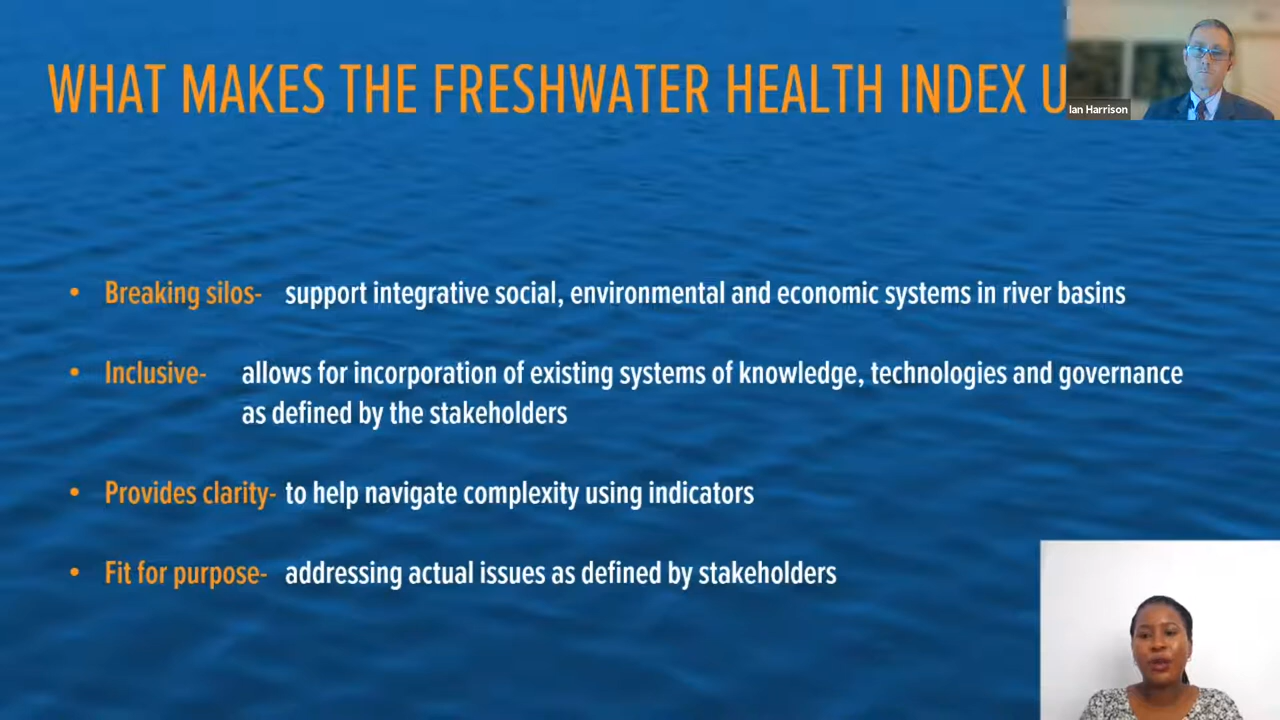 WHAT MAKES THE FRESHWATER HEALTH INDEX U
Ian Harrison
• Breaking silos- support integrative social, environmental and economic systems in river basins
• Inclusive- allows for incorporation of existing systems of knowledge, technologies and governance
as defined by the stakeholders
• Provides clarity- to help navigate complexity using indicators
• Fit for purpose- addressing actual issues as defined by stakeholders